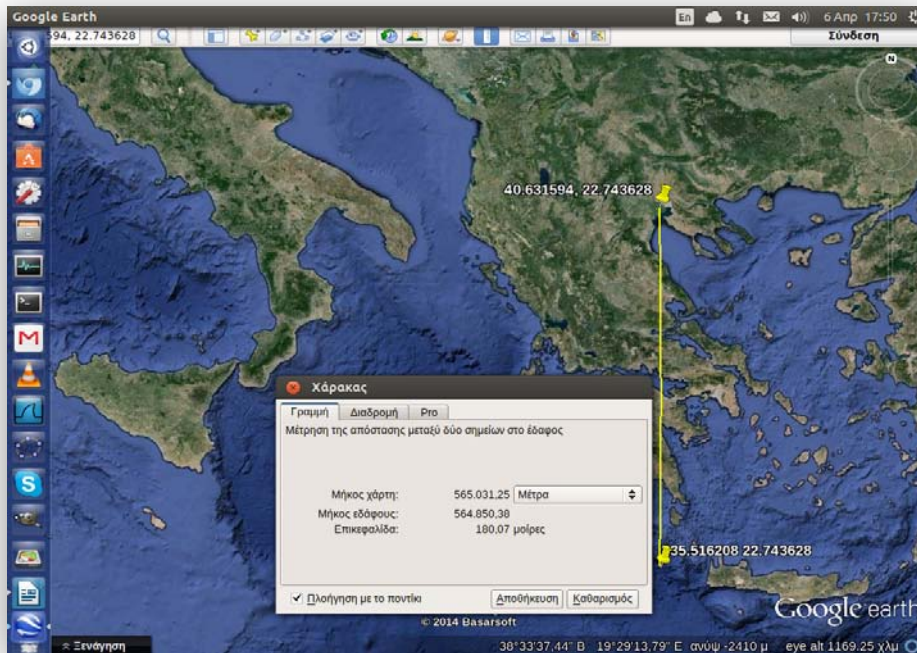 Google Earth
En
6 Απρ 17:50
594, 22.743628
Σύνδεση
N
40.631594, 22.743628
35.516208 22.743628
Χάρακας
Γραμμή Διαδρομή Pro
Μέτρηση της απόστασης μεταξύ δύο σημείων στο έδαφος
Μήκος χάρτη: 565.031,25 Μέτρα
Μήκος εδάφους: 564.850,38
Επικεφαλίδα: 180,07 μοίρες
Πλοήγηση με το ποντίκι Αποθήκευση Καθαρισμός
Google earth
© 2014 Basarsoft
Ξενάγηση
38°33'37,44" Β 19°29'13,79" Ε ανύψ -2410 μ eye alt 1169.25 χλμ